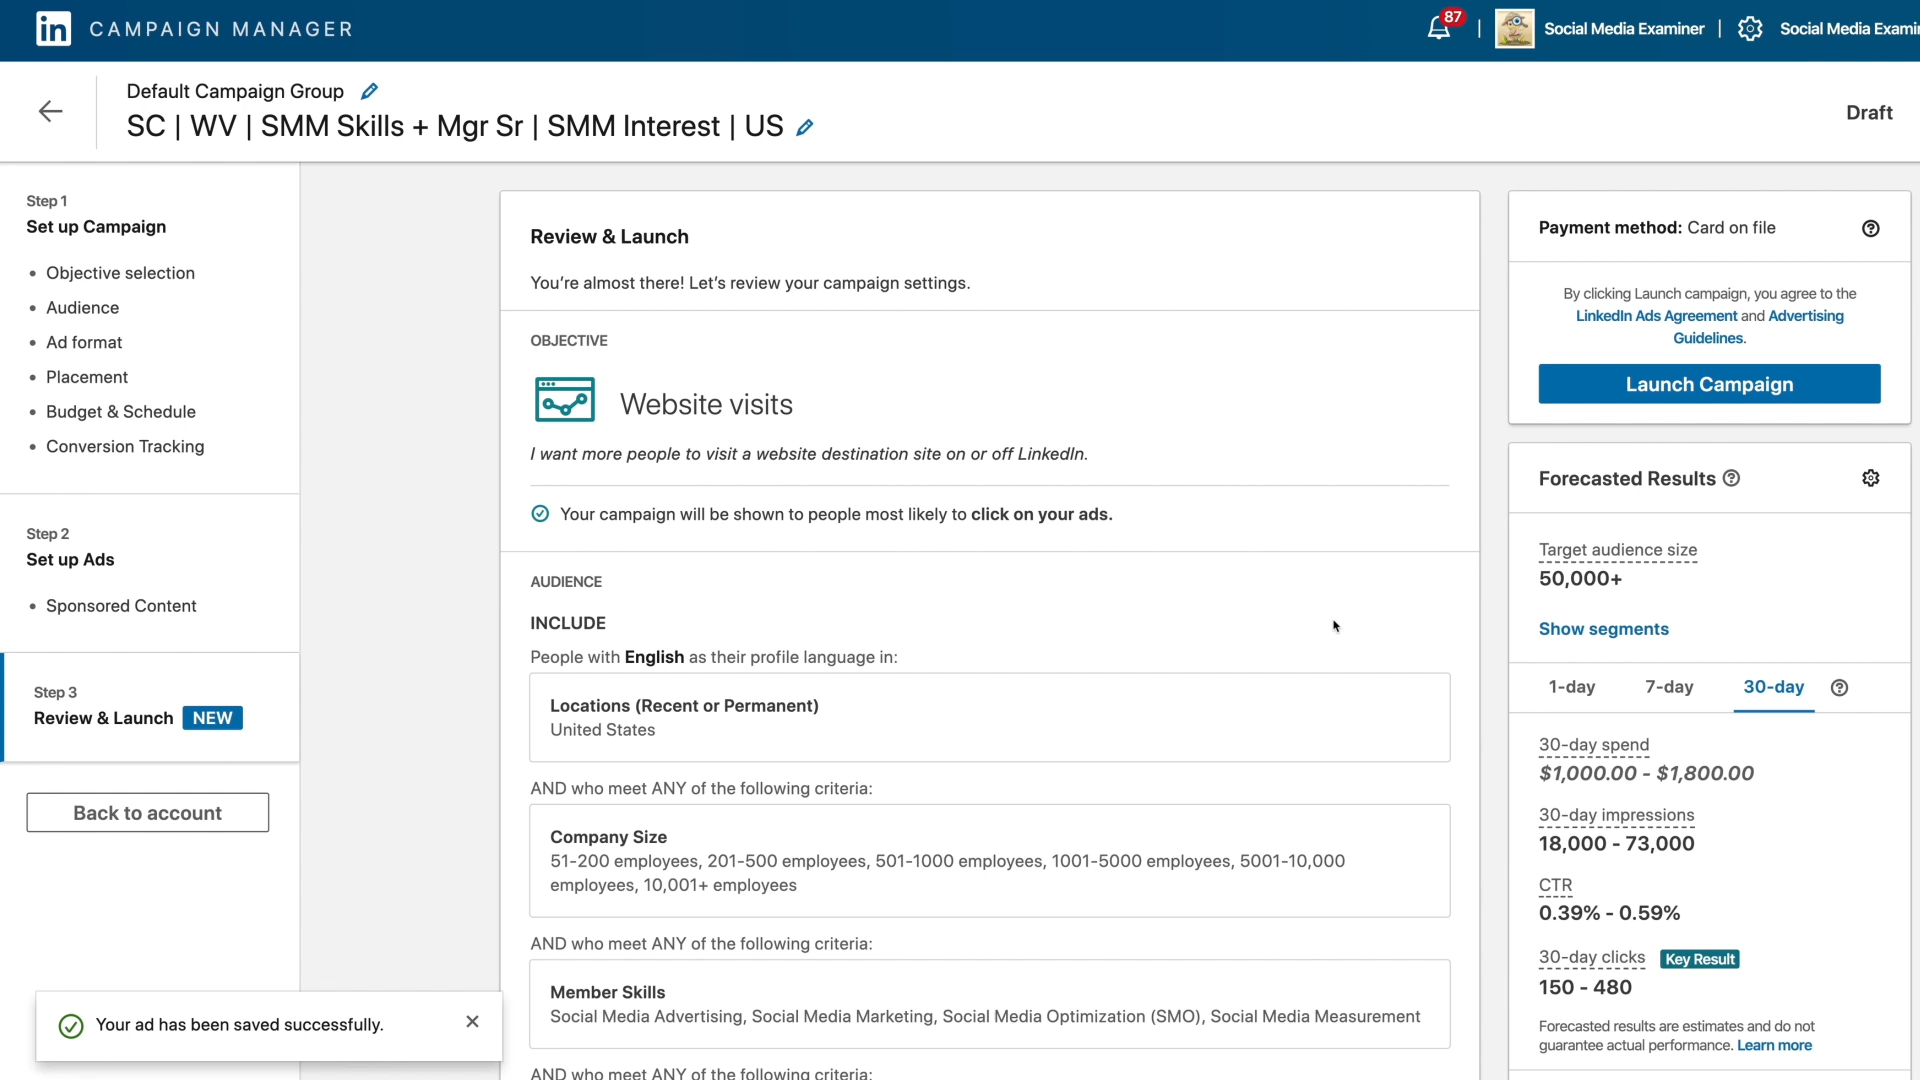 in CAMPAIGN MANAGER
87
Social Media Examiner
Social Media Exami
Default Campaign Group
SC | WV | SMM Skills + Mgr Sr | SMM Interest | US
Draft
Step 1
Set up Campaign
• Objective selection
• Audience
• Ad format
• Placement
• Budget & Schedule
• Conversion Tracking
Step 2
Set up Ads
• Sponsored Content
Step 3
Review & Launch NEW
Back to account
Your ad has been saved successfully.
Review & Launch
You're almost there! Let's review your campaign settings.
OBJECTIVE
Website visits
I want more people to visit a website destination site on or off LinkedIn.
Your campaign will be shown to people most likely to click on your ads.
AUDIENCE
INCLUDE
People with English as their profile language in:
Locations (Recent or Permanent)
United States
AND who meet ANY of the following criteria:
Company Size
51-200 employees, 201-500 employees, 501-1000 employees, 1001-5000 employees, 5001-10,000
employees, 10,001+ employees
AND who meet ANY of the following criteria:
Member Skills
Social Media Advertising, Social Media Marketing, Social Media Optimization (SMO), Social Media Measurement
AND who meet ANY of the following criteria:
Payment method: Card on file
By clicking Launch campaign, you agree to the
LinkedIn Ads Agreement and Advertising
Guidelines.
Launch Campaign
Forecasted Results
Target audience size
50,000+
Show segments
1-day 7-day 30-day
30-day spend
$1,000.00 - $1,800.00
30-day impressions
18,000 - 73,000
CTR
0.39% - 0.59%
30-day clicks Key Result
150 - 480
Forecasted results are estimates and do not
guarantee actual performance. Learn more